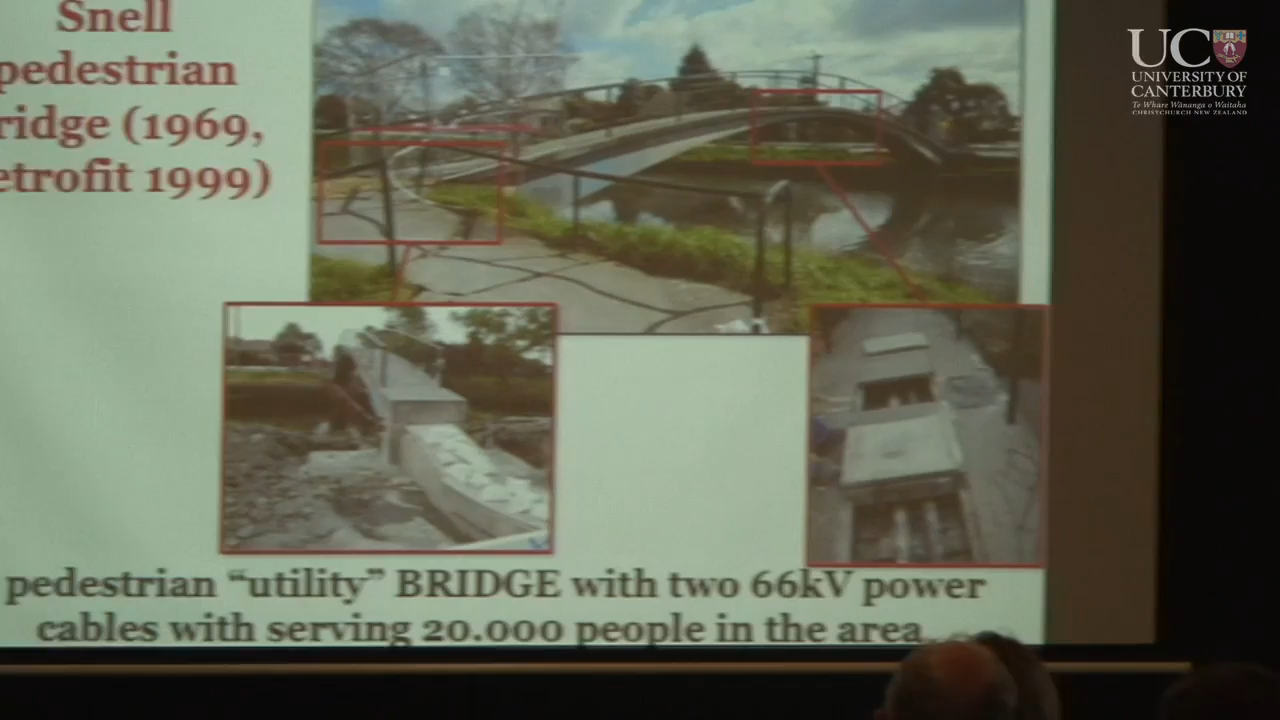 Snell
pedestrian
ridge (1969,
etrofit 1999)
pedestrian “utility” BRIDGE with two 66kV power
cables with serving 20.000 people in the area
UC
UNIVERSITY OF
CANTERBURY
Te Whare Wānanga o Waitaha
CHRISTCHURCH NEW ZEALAND